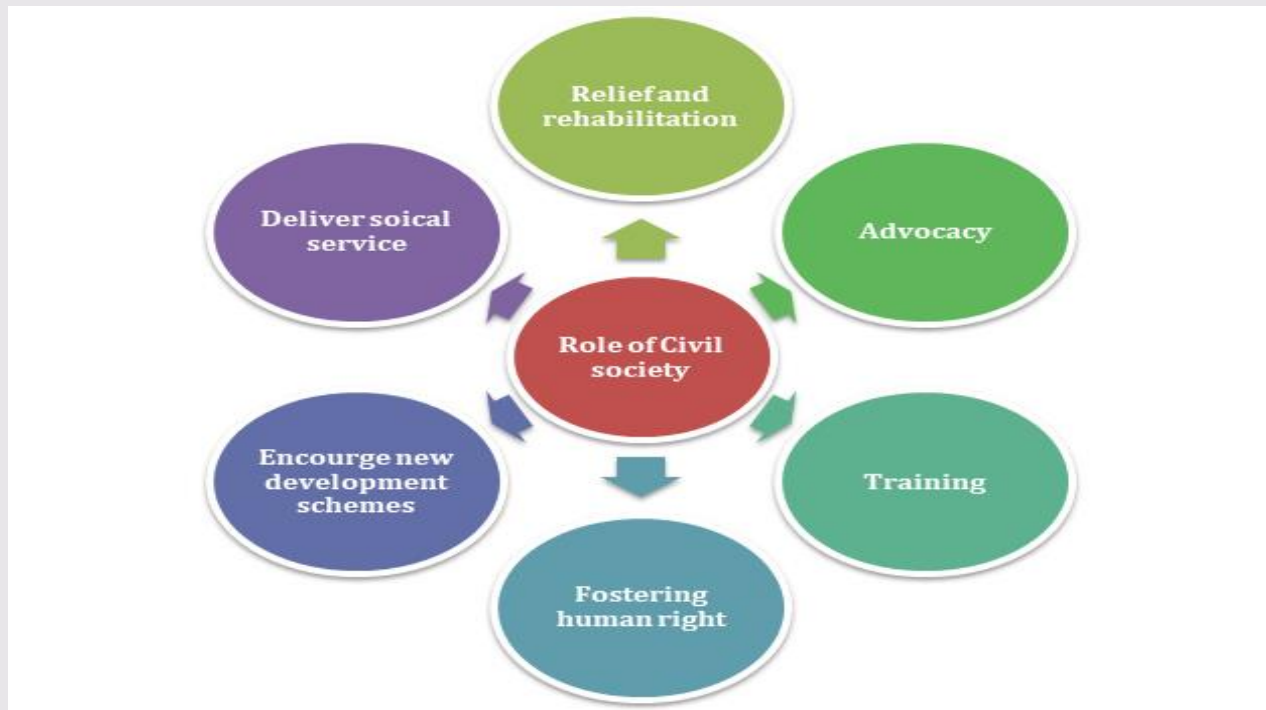 Relief and
rehabilitation
Advocacy
Training
Fostering
human right
Encourge new
development
schemes
Deliver soical
service
Role of Civil
society